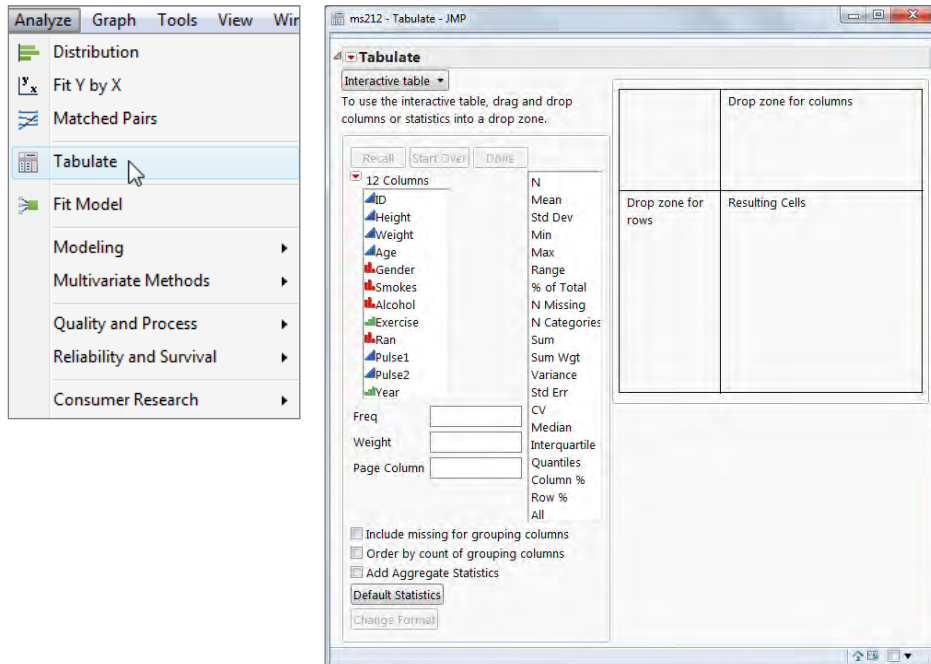 Analyze Graph Tools View Wir
Distribution
Fit Y by X
Matched Pairs
Tabulate
Fit Model
Modeling
Multivariate Methods
Quality and Process
Reliability and Survival
Consumer Research
ms212 - Tabulate - JMP
Tabulate
Interactive table
To use the interactive table, drag and drop
columns or statistics into a drop zone.
Recall Start Over Done
12 Columns
ID
Height
Weight
Age
Gender
Smokes
Alcohol
Exercise
Ran
Pulse1
Pulse2
Year
N
Mean
Std Dev
Min
Max
Range
% of Total
N Missing
N Categories
Sum
Sum Wgt
Variance
Std Err
CV
Median
Interquartile
Quantiles
Column %
Row %
All
Freq
Weight
Page Column
Include missing for grouping columns
Order by count of grouping columns
Add Aggregate Statistics
Default Statistics
Change Format
Drop zone for columns
Drop zone for
rows
Resulting Cells